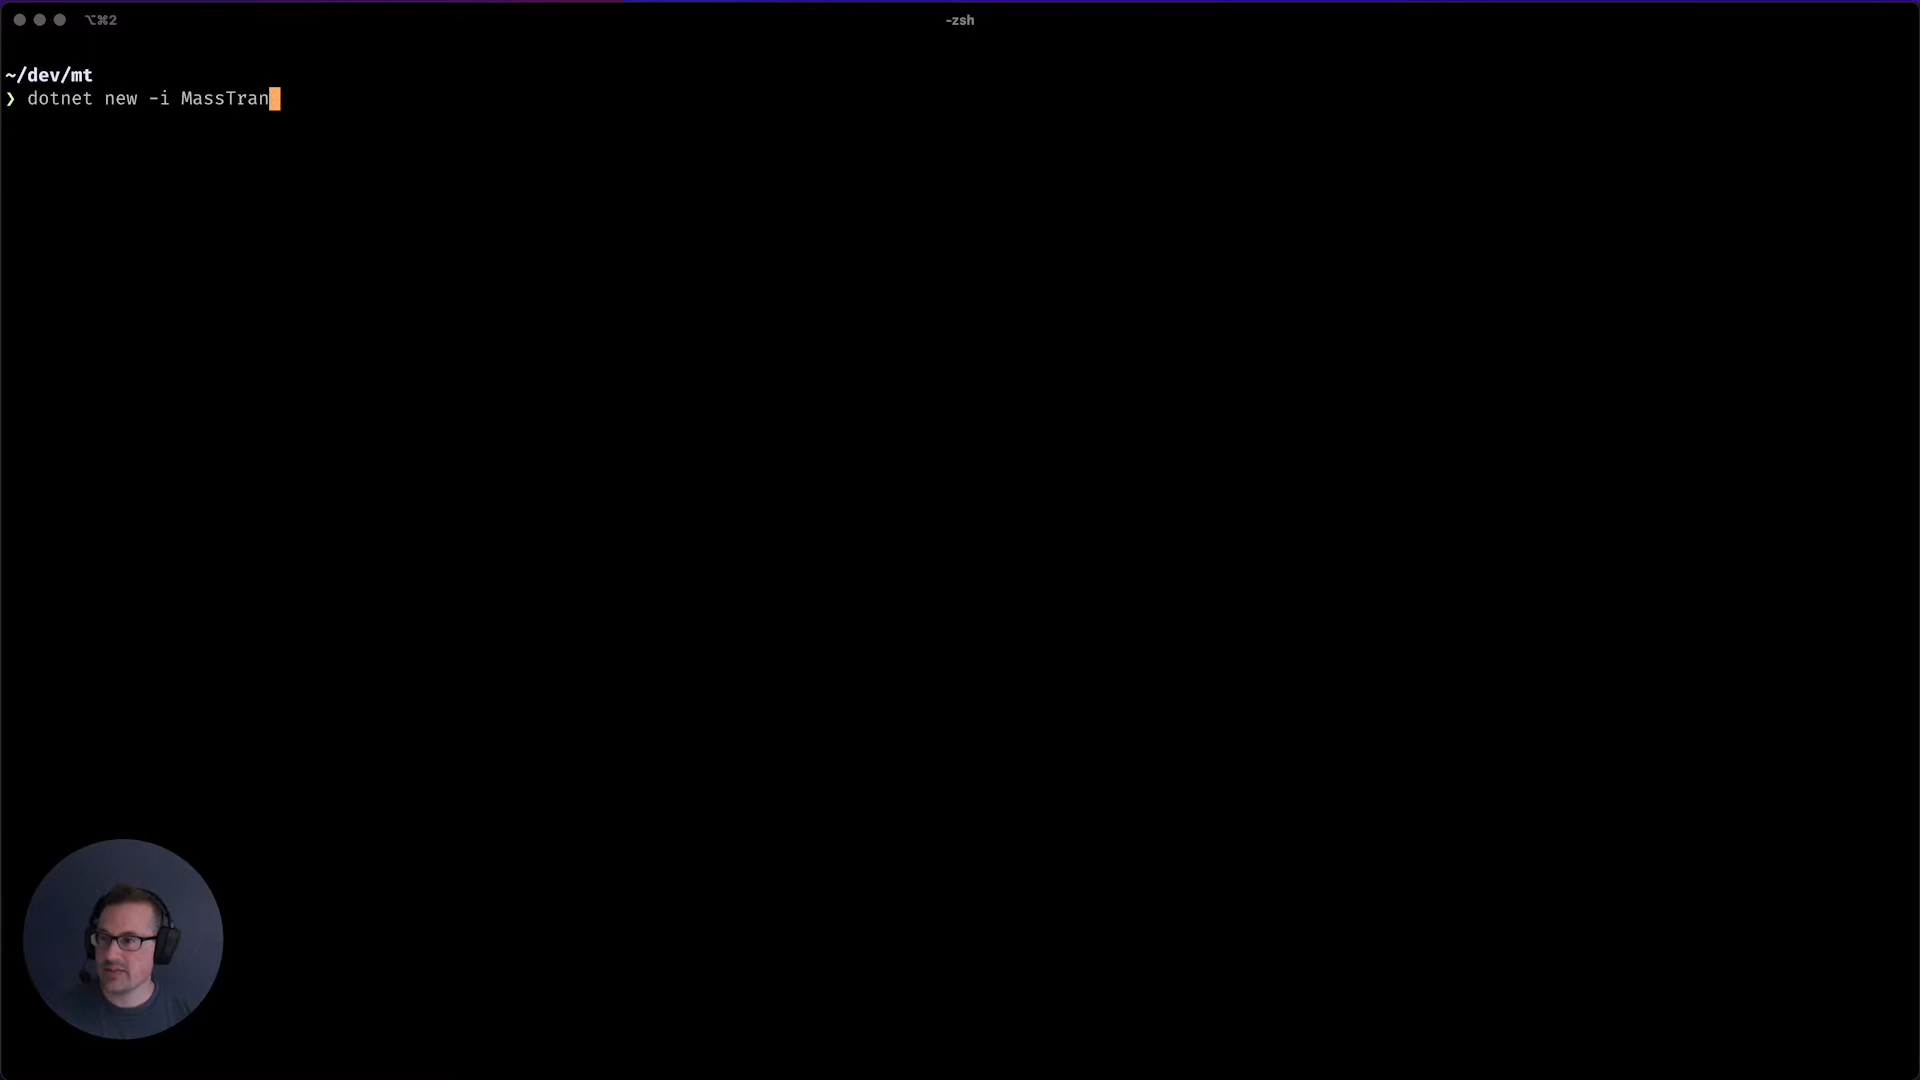 ⌥⌘2
-zsh
~/dev/mt
❯ dotnet new -i MassTran